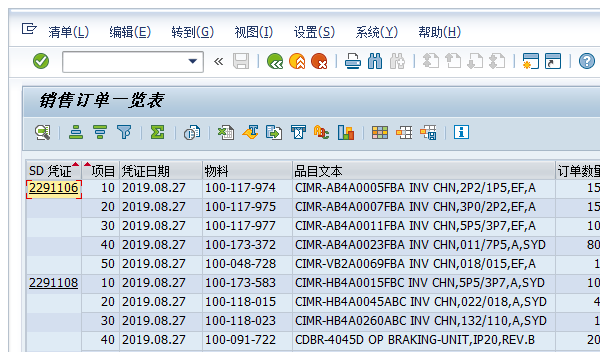 清单(L) 编辑(E) 转到(G) 视图(I) 设置(S) 系统(Y) 帮助(H)
销售订单一览表
SD 凭证 项目 凭证日期 物料 品目文本 订单数量
2291106 10 2019.08.27 100-117-974 CIMR-AB4A0005FBA INV CHN,2P2/1P5,EF,A 15
20 2019.08.27 100-117-975 CIMR-AB4A0007FBA INV CHN,3P0/2P2,EF,A 15
30 2019.08.27 100-117-977 CIMR-AB4A0011FBA INV CHN,5P5/3P7,EF,A 10
40 2019.08.27 100-173-372 CIMR-AB4A0023FBA INV CHN,011/7P5,A,SYD 80
50 2019.08.27 100-048-728 CIMR-VB2A0069FBA INV CHN,018/015,EF,A 1
2291108 10 2019.08.27 100-173-583 CIMR-HB4A0015FBC INV CHN,5P5/3P7,A,SYD 10
20 2019.08.27 100-118-015 CIMR-HB4A0045ABC INV CHN,022/018,A,SYD 4
30 2019.08.27 100-118-023 CIMR-HB4A0260ABC INV CHN,132/110,A,SYD 1
40 2019.08.27 100-091-722 CDBR-4045D OP BRAKING-UNIT,IP20,REV.B 20